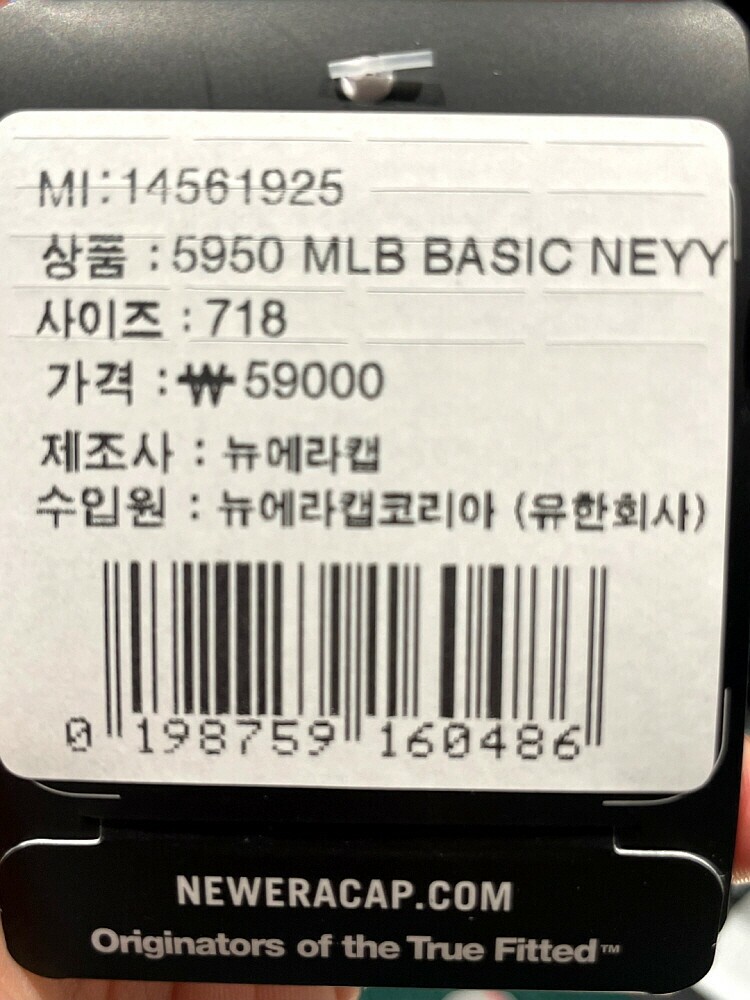 MI:14561925
상품 :5950 MLB BASIC NEYY
사이즈 :718
가격 :₩59000
제조사 : 뉴에라캡
수입원 : 뉴에라캡코리아 (유한회사)
0 198759 160486
NEWERACAP.COM
Originators of the True Fitted™